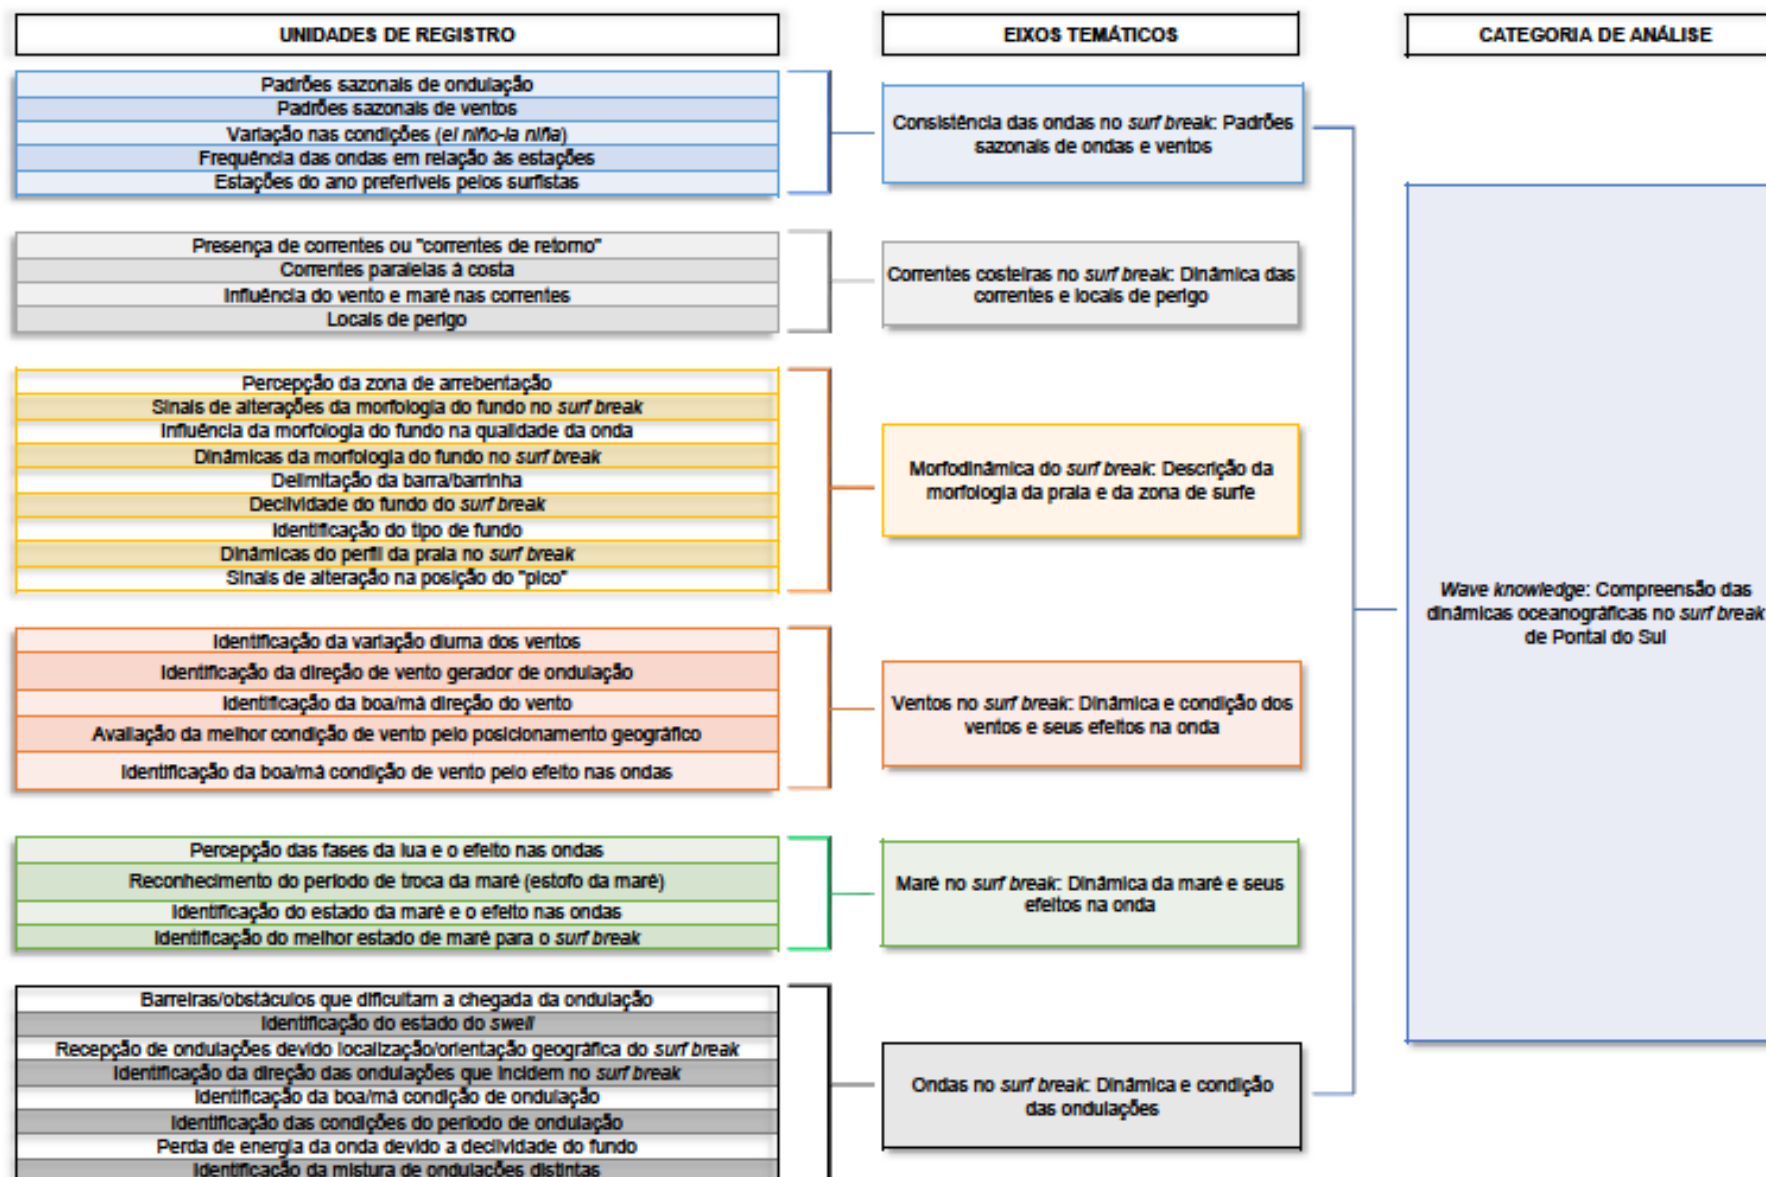 UNIDADES DE REGISTRO
EIXOS TEMÁTICOS
CATEGORIA DE ANÁLISE
Padrões sazonais de ondulação
Padrões sazonais de ventos
Variação nas condições (el niño-la niña)
Frequência das ondas em relação às estações
Estações do ano preferíveis pelos surfistas
Consistência das ondas no surf break: Padrões
sazonais de ondas e ventos
Presença de correntes ou "correntes de retorno"
Correntes paralelas à costa
Influência do vento e maré nas correntes
Locais de perigo
Correntes costeiras no surf break: Dinâmica das
correntes e locais de perigo
Percepção da zona de arrebentação
Sinais de alterações da morfologia do fundo no surf break
Influência da morfologia do fundo na qualidade da onda
Dinâmicas da morfologia do fundo no surf break
Delimitação da barra/barrinha
Declividade do fundo do surf break
Identificação do tipo de fundo
Dinâmicas do perfil da praia no surf break
Sinais de alteração na posição do "pico"
Morfodinâmica do surf break: Descrição da
morfologia da praia e da zona de surfe
Identificação da variação diurna dos ventos
Identificação da direção de vento gerador de ondulação
Identificação da boa/má direção do vento
Avaliação da melhor condição de vento pelo posicionamento geográfico
Identificação da boa/má condição de vento pelo efeito nas ondas
Ventos no surf break: Dinâmica e condição dos
ventos e seus efeitos na onda
Percepção das fases da lua e o efeito nas ondas
Reconhecimento do período de troca da maré (estofo da maré)
Identificação do estado da maré e o efeito nas ondas
Identificação do melhor estado de maré para o surf break
Maré no surf break: Dinâmica da maré e seus
efeitos na onda
Barreiras/obstáculos que dificultam a chegada da ondulação
Identificação do estado do swell
Recepção de ondulações devido localização/orientação geográfica do surf break
Identificação da direção das ondulações que incidem no surf break
Identificação da boa/má condição de ondulação
Identificação das condições do período de ondulação
Perda de energia da onda devido a declividade do fundo
Identificação da mistura de ondulações distintas
Ondas no surf break: Dinâmica e condição
das ondulações
Wave knowledge: Compreensão das
dinâmicas oceanográficas no surf break
de Pontal do Sul